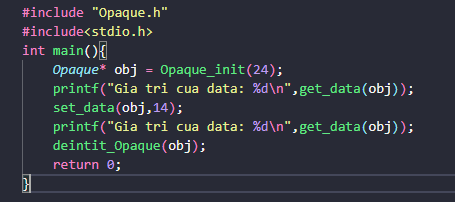 #include "Opaque.h"
#include<stdio.h>
int main(){
    Opaque* obj = Opaque_init(24);
    printf("Gia tri cua data: %d\n",get_data(obj));
    set_data(obj,14);
    printf("Gia tri cua data: %d\n",get_data(obj));
    deintit_Opaque(obj);
    return 0;
}